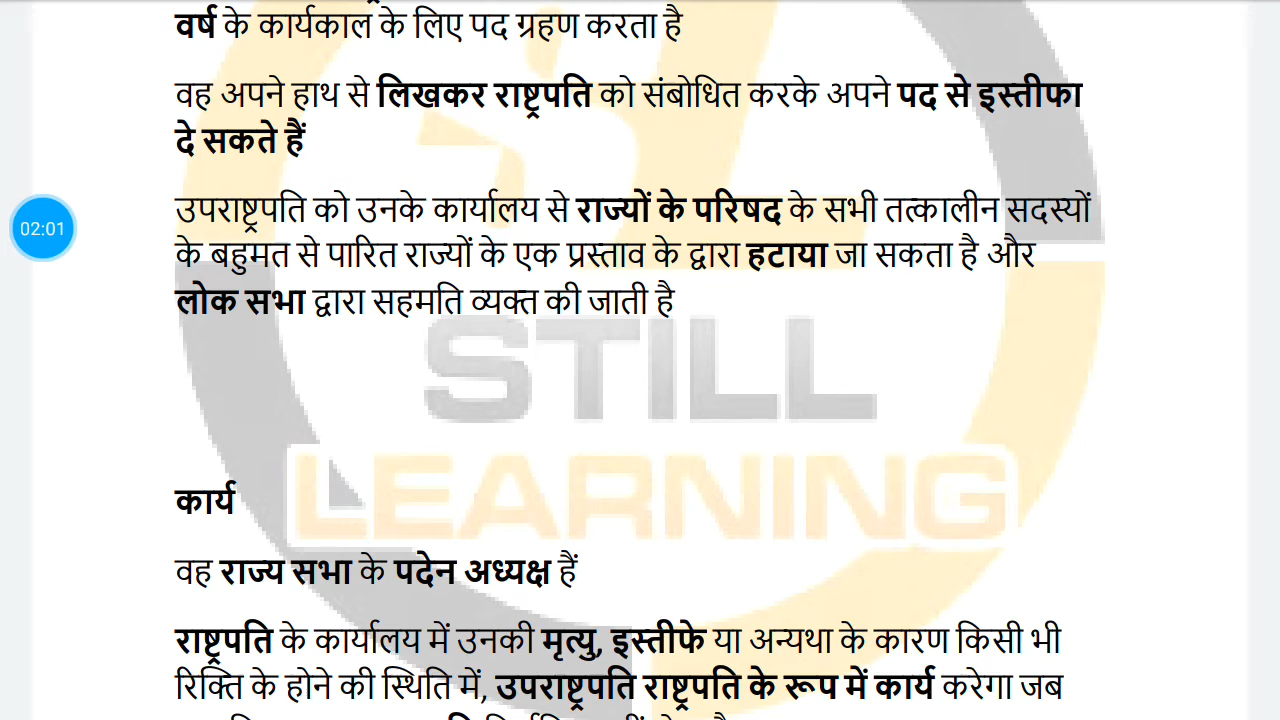 वर्ष के कार्यकाल के लिए पद ग्रहण करता है
वह अपने हाथ से लिखकर राष्ट्रपति को संबोधित करके अपने पद से इस्तीफा
दे सकते हैं
02:01
उपराष्ट्रपति को उनके कार्यालय से राज्यों के परिषद के सभी तत्कालीन सदस्यों
के बहुमत से पारित राज्यों के एक प्रस्ताव के द्वारा हटाया जा सकता है और
लोक सभा द्वारा सहमति व्यक्त की जाती है
STILL
LEARNING
कार्य
वह राज्य सभा के पदेन अध्यक्ष हैं
राष्ट्रपति के कार्यालय में उनकी मृत्यु, इस्तीफे या अन्यथा के कारण किसी भी
रिक्ति के होने की स्थिति में, उपराष्ट्रपति राष्ट्रपति के रूप में कार्य करेगा जब